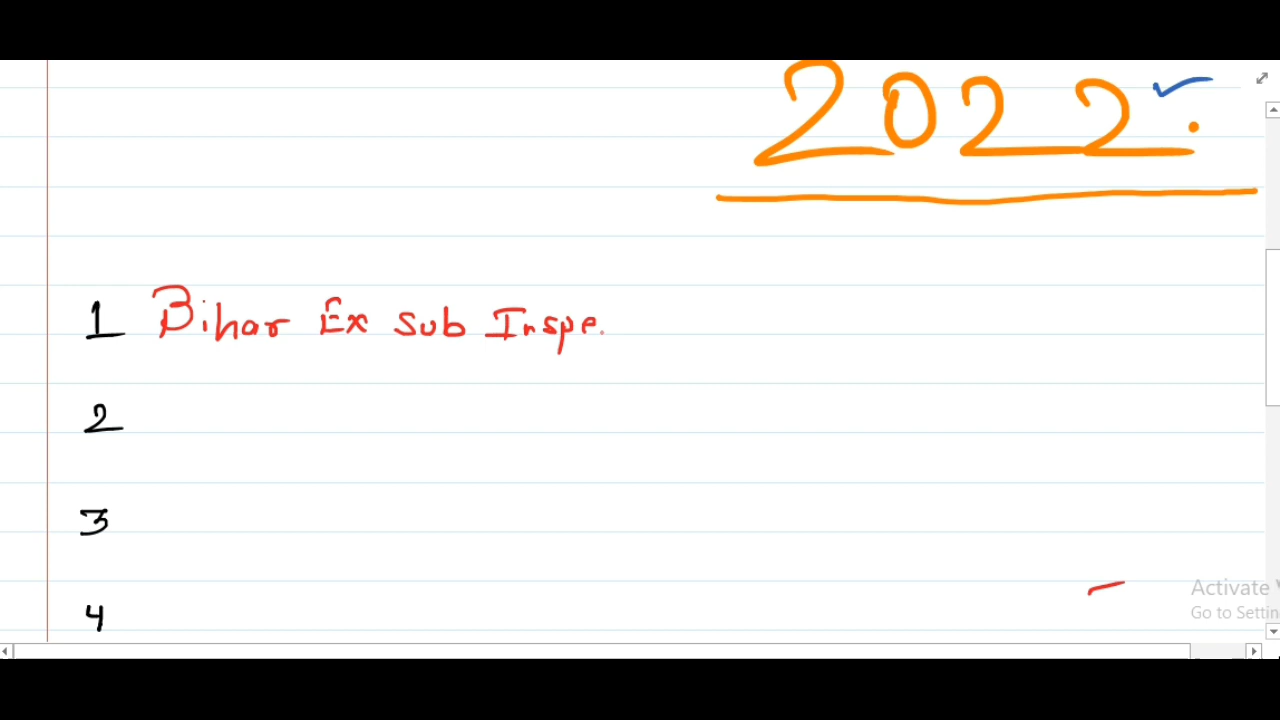 2022.
1 Bihar Ex Sub Inspe.
2
3
4
Activate
Go to Settin